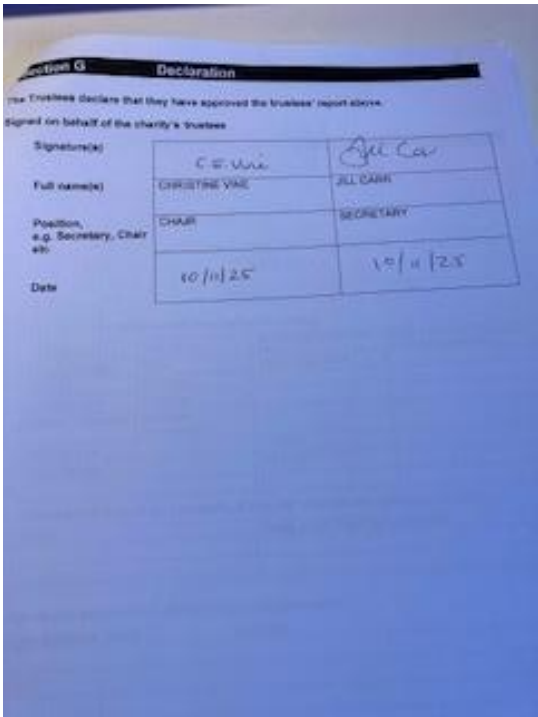 Section G Declaration
The Trustees declare that they have approved the trustees' report above.
Signed on behalf of the charity's trustees
Signature(s) Jill Car
Full name(s) CHRISTINE VINE JILL CARR
Position, CHAIR SECRETARY
e.g. Secretary, Chair
etc
Date 10/11/25 10/11/25